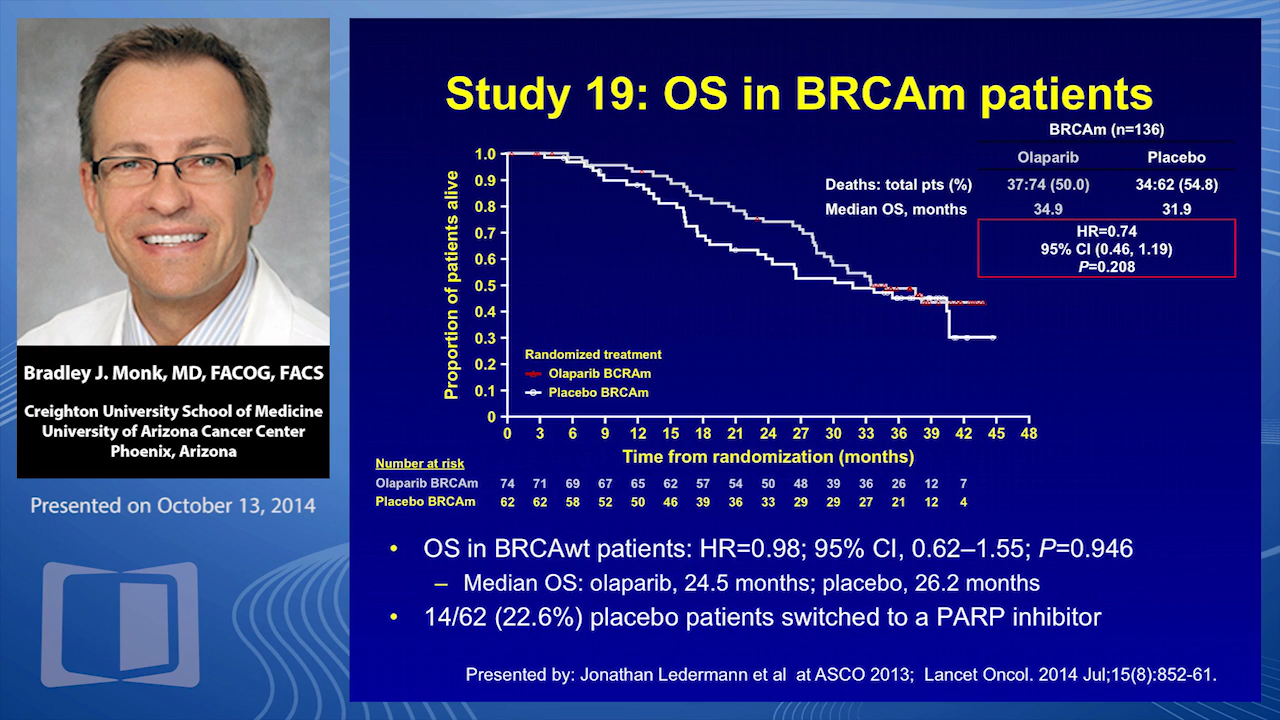 Bradley J. Monk, MD, FACOG, FACS
Creighton University School of Medicine
University of Arizona Cancer Center
Phoenix, Arizona
Presented on October 13, 2014
Study 19: OS in BRCAm patients
BRCAm (n=136)
Olaparib Placebo
Deaths: total pts (%) 37:74 (50.0) 34:62 (54.8)
Median OS, months 34.9 31.9
HR=0.74
95% CI (0.46, 1.19)
P=0.208
Proportion of patients alive
1.0
0.9
0.8
0.7
0.6
0.5
0.4
0.3
0.2
0.1
0
Randomized treatment
Olaparib BCRAm
Placebo BRCAm
0 3 6 9 12 15 18 21 24 27 30 33 36 39 42 45 48
Time from randomization (months)
Number at risk
Olaparib BRCAm 74 71 69 67 65 62 57 54 50 48 39 36 26 12 7
Placebo BRCAm 62 62 58 52 50 46 39 36 33 29 29 27 21 12 4
• OS in BRCAwt patients: HR=0.98; 95% CI, 0.62–1.55; P=0.946
– Median OS: olaparib, 24.5 months; placebo, 26.2 months
• 14/62 (22.6%) placebo patients switched to a PARP inhibitor
Presented by: Jonathan Ledermann et al at ASCO 2013; Lancet Oncol. 2014 Jul;15(8):852-61.